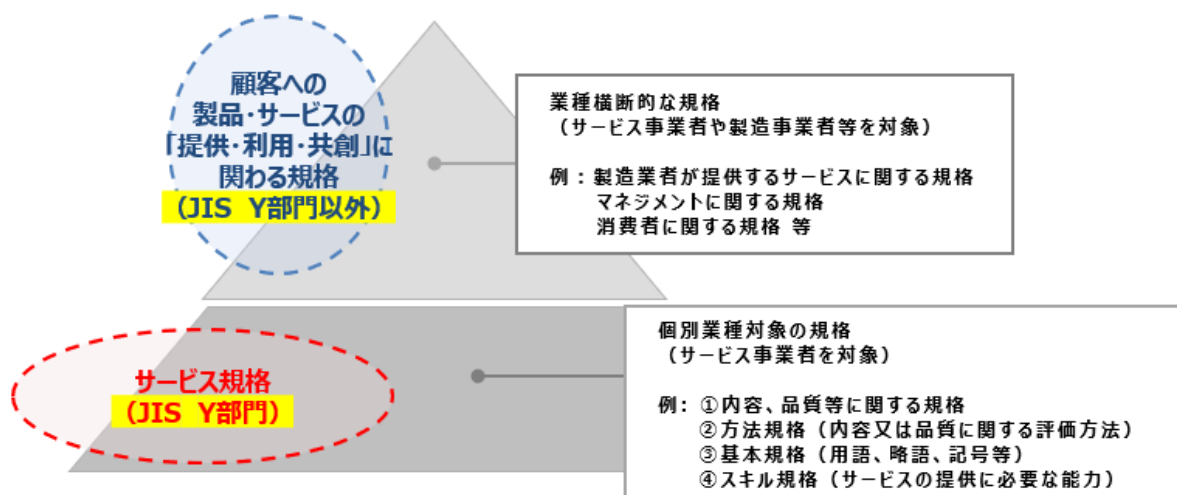 顧客への
製品・サービスの
「提供・利用・共創」に
関わる規格
（JIS Y部門以外）
業種横断的な規格
（サービス事業者や製造事業者等を対象）
例：製造業者が提供するサービスに関する規格
マネジメントに関する規格
消費者に関する規格 等
サービス規格
（JIS Y部門）
個別業種対象の規格
（サービス事業者を対象）
例：①内容、品質等に関する規格
②方法規格（内容又は品質に関する評価方法）
③基本規格（用語、略語、記号等）
④スキル規格（サービスの提供に必要な能力）